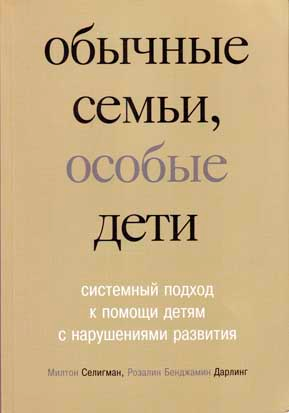 обычные
семьи,
особые
дети
системный подход
к помощи детям
с нарушениями развития
Милтон Селигман, Розалин Бенджамин Дарлинг